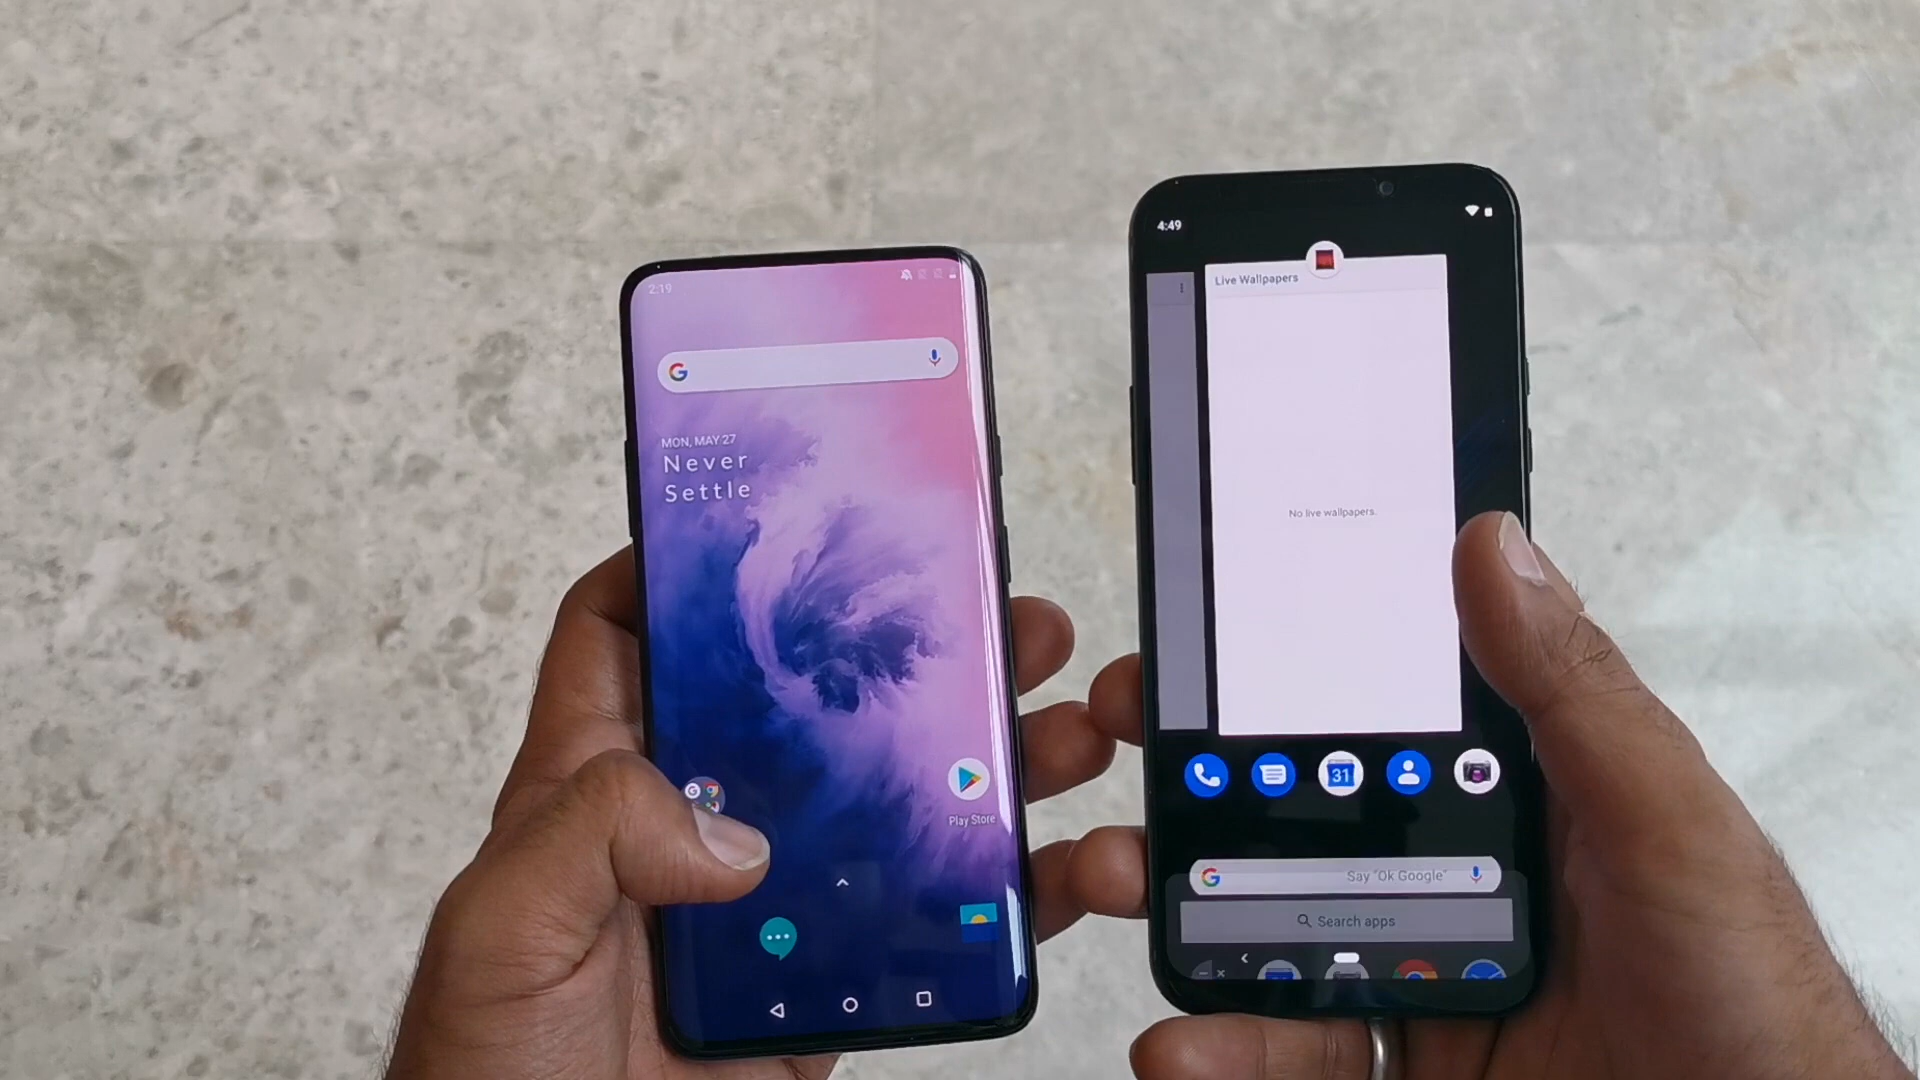 2:19
MON, MAY 27
Never
Settle
Play Store
4:49
Live Wallpapers
No live wallpapers.
31
Say "Ok Google"
Search apps